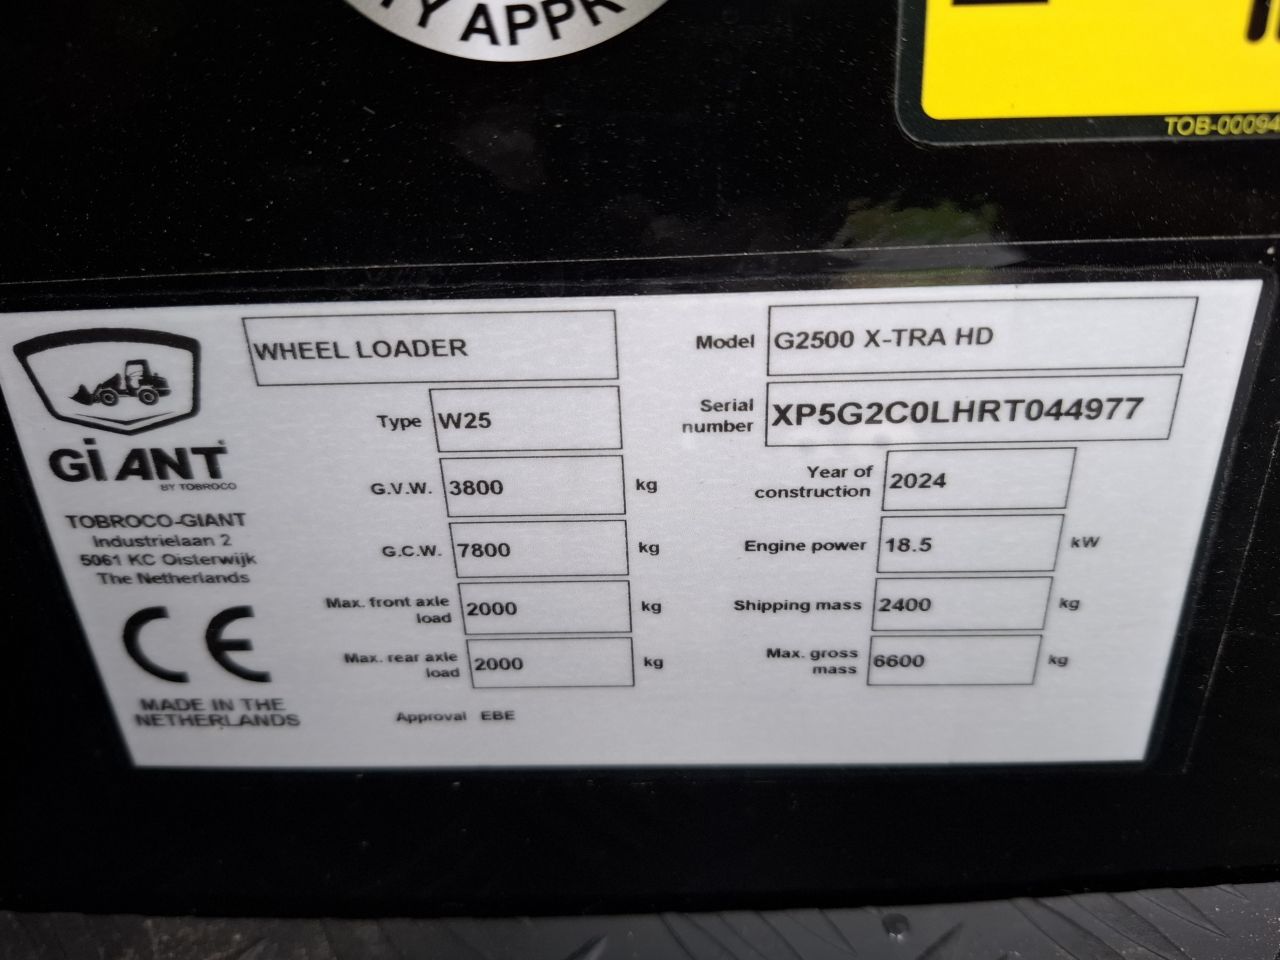 APPR
TOB-00094
WHEEL LOADER
Model G2500 X-TRA HD
Type W25
Serial number XP5G2C0LHRT044977
GiANT
BY TOBROCO
G.V.W. 3800 kg
Year of construction 2024
TOBROCO-GIANT
Industrielaan 2
5061 KC Oisterwijk
The Netherlands
G.C.W. 7800 kg
Engine power 18.5 kW
Max. front axle load 2000 kg
Shipping mass 2400 kg
CE
Max. rear axle load 2000 kg
Max. gross mass 6600 kg
MADE IN THE
NETHERLANDS
Approval EBE